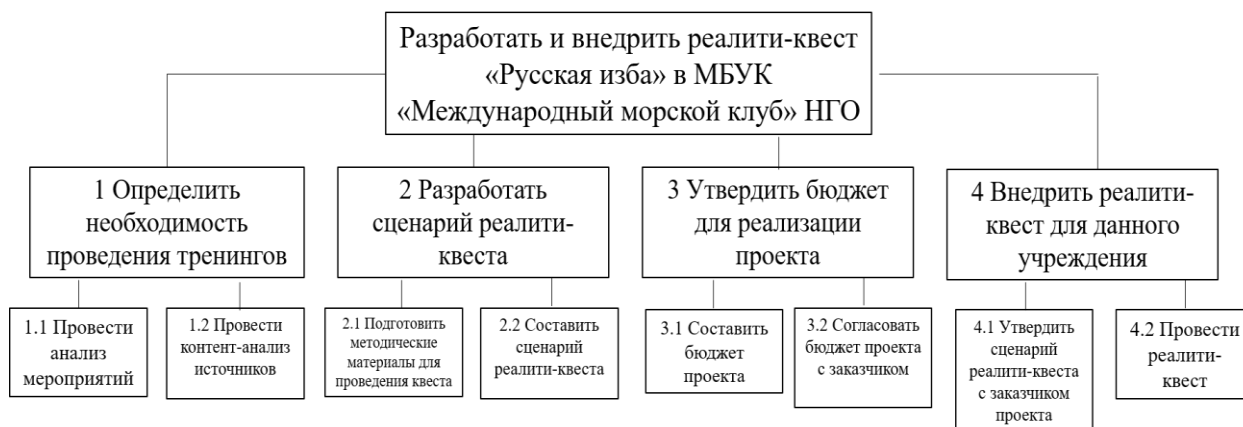 Разработать и внедрить реалити-квест
«Русская изба» в МБУК
«Международный морской клуб» НГО
1 Определить
необходимость
проведения тренингов
2 Разработать
сценарий реалити-
квеста
3 Утвердить бюджет
для реализации
проекта
4 Внедрить реалити-
квест для данного
учреждения
1.1 Провести
анализ
мероприятий
1.2 Провести
контент-анализ
источников
2.1 Подготовить
методические
материалы для
проведения квеста
2.2 Составить
сценарий
реалити-квеста
3.1 Составить
бюджет
проекта
3.2 Согласовать
бюджет проекта
с заказчиком
4.1 Утвердить
сценарий
реалити-квеста
с заказчиком
проекта
4.2 Провести
реалити-
квест